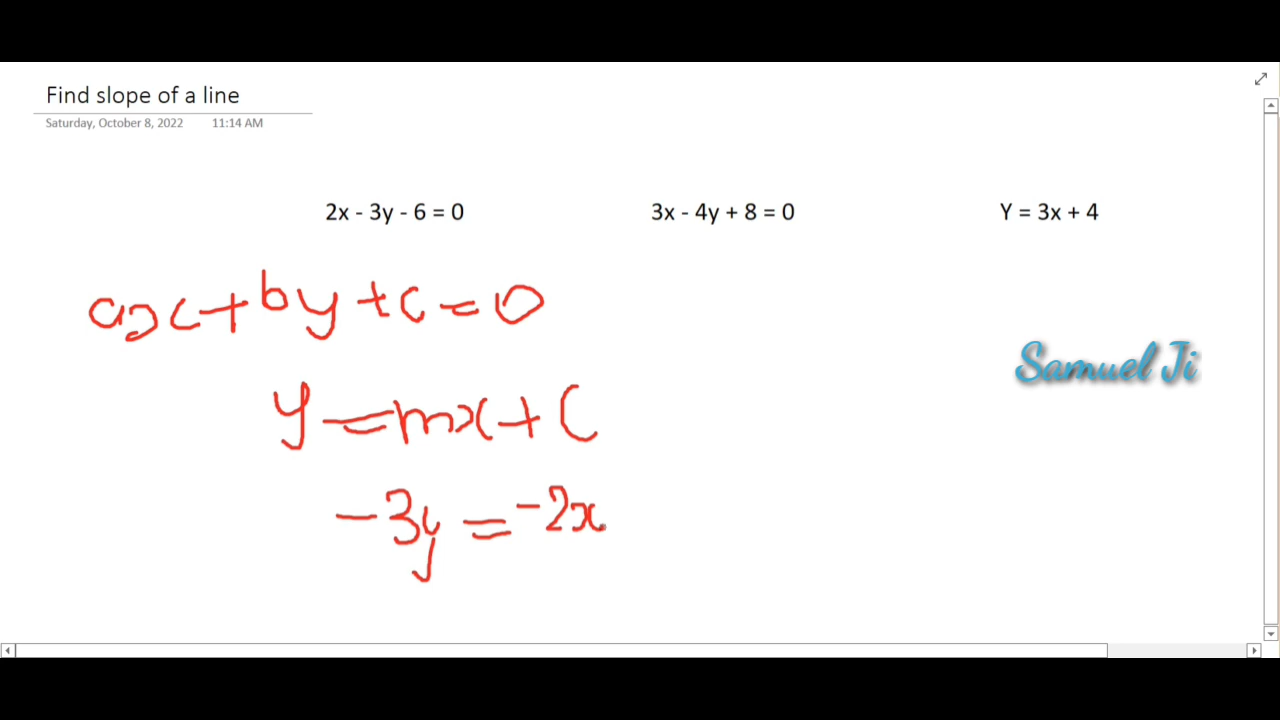 Find slope of a line
Saturday, October 8, 2022 11:14 AM
2x - 3y - 6 = 0 3x - 4y + 8 = 0 Y = 3x + 4
ax+by+c=0
Samuel Ji
y=mx+c
-3y=-2x